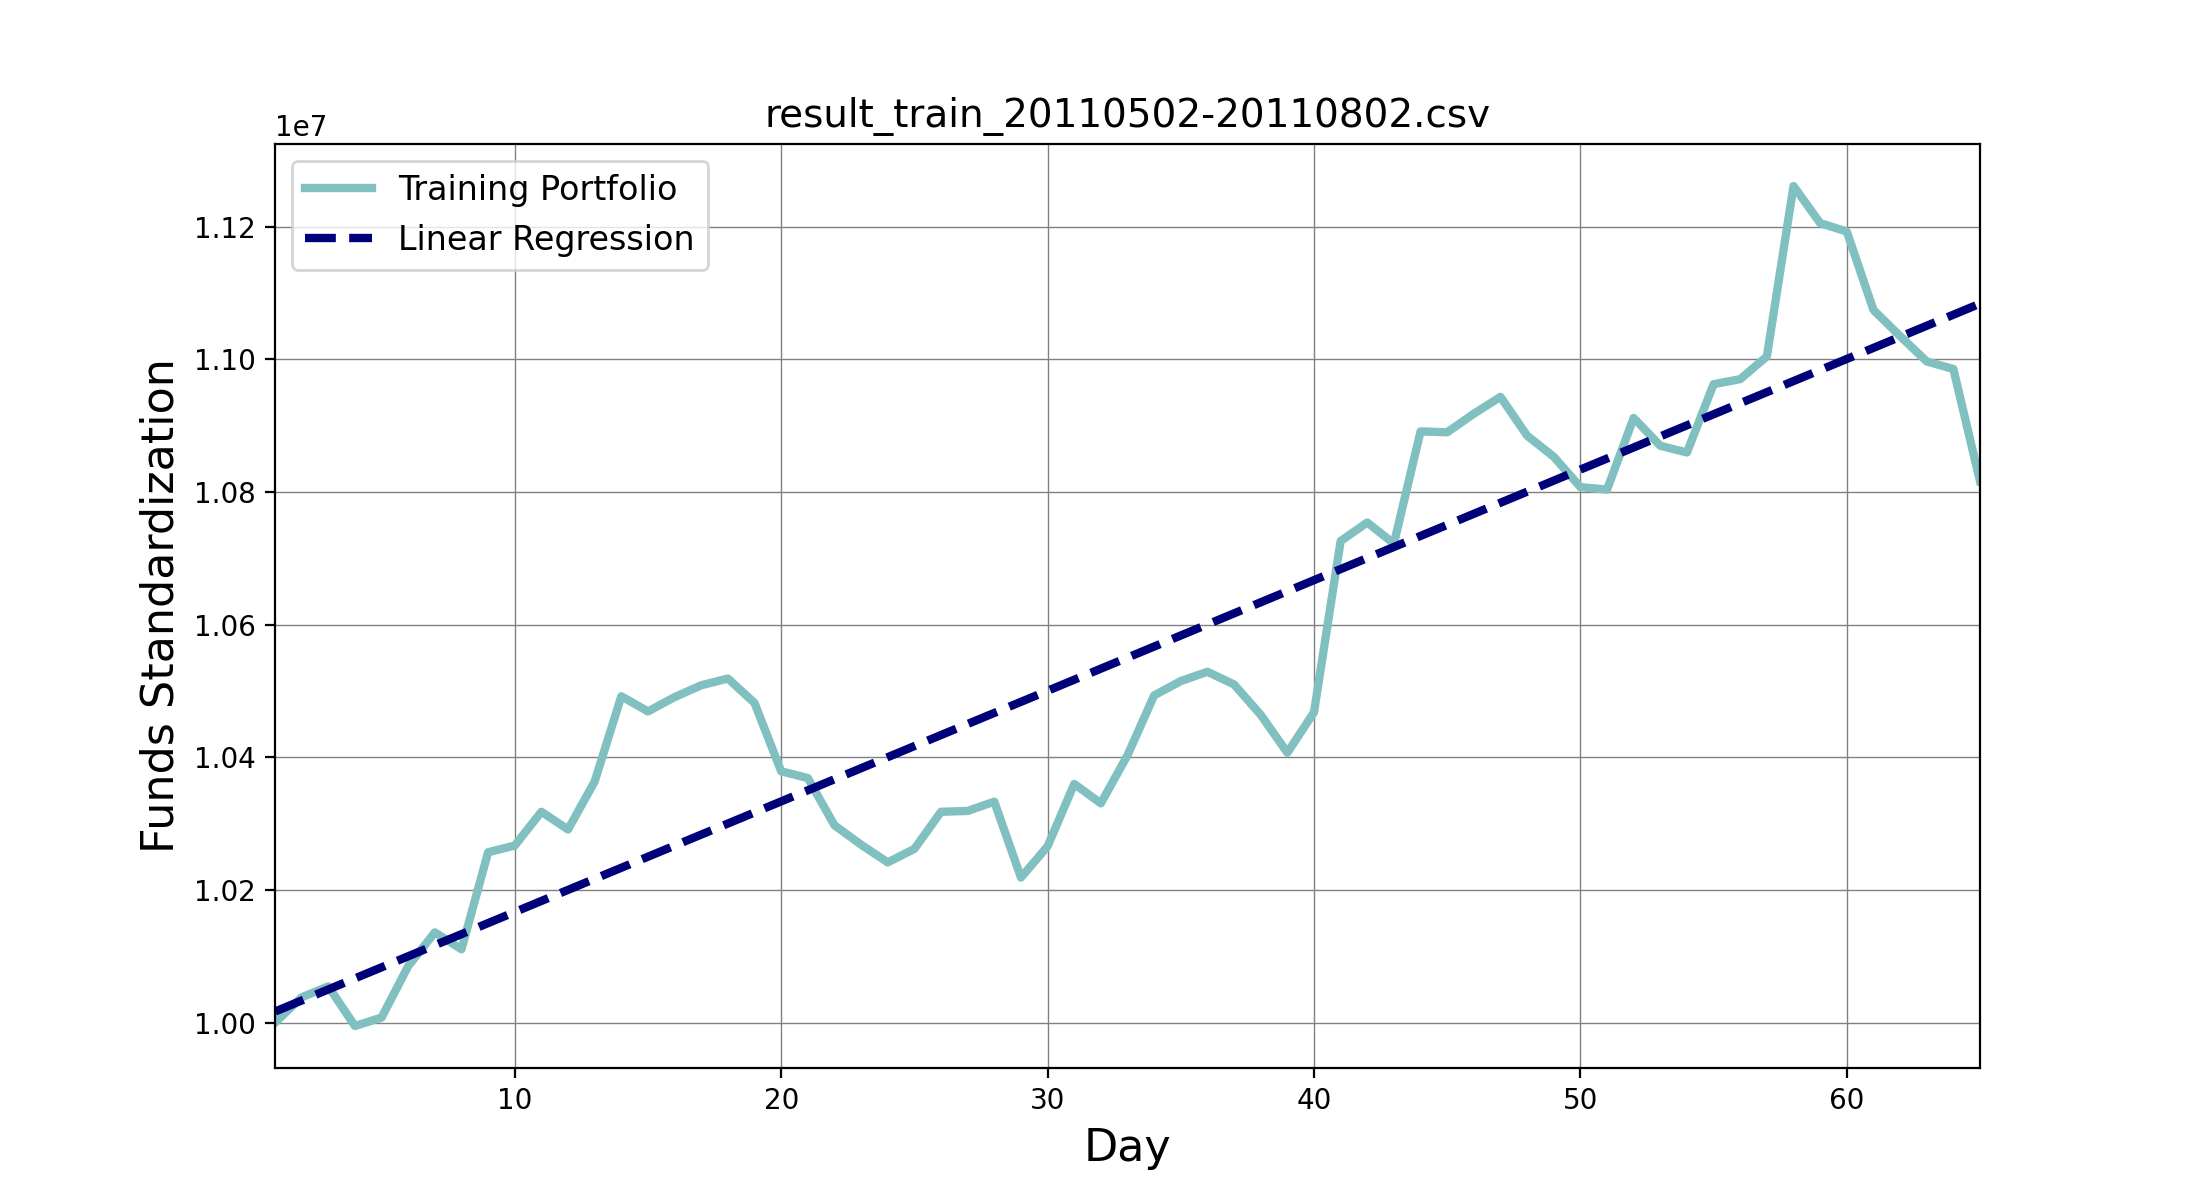 result_train_20110502-20110802.csv
1e7
Training Portfolio
Linear Regression
1.12
1.10
1.08
1.06
1.04
1.02
1.00
Funds Standardization
10 20 30 40 50 60
Day